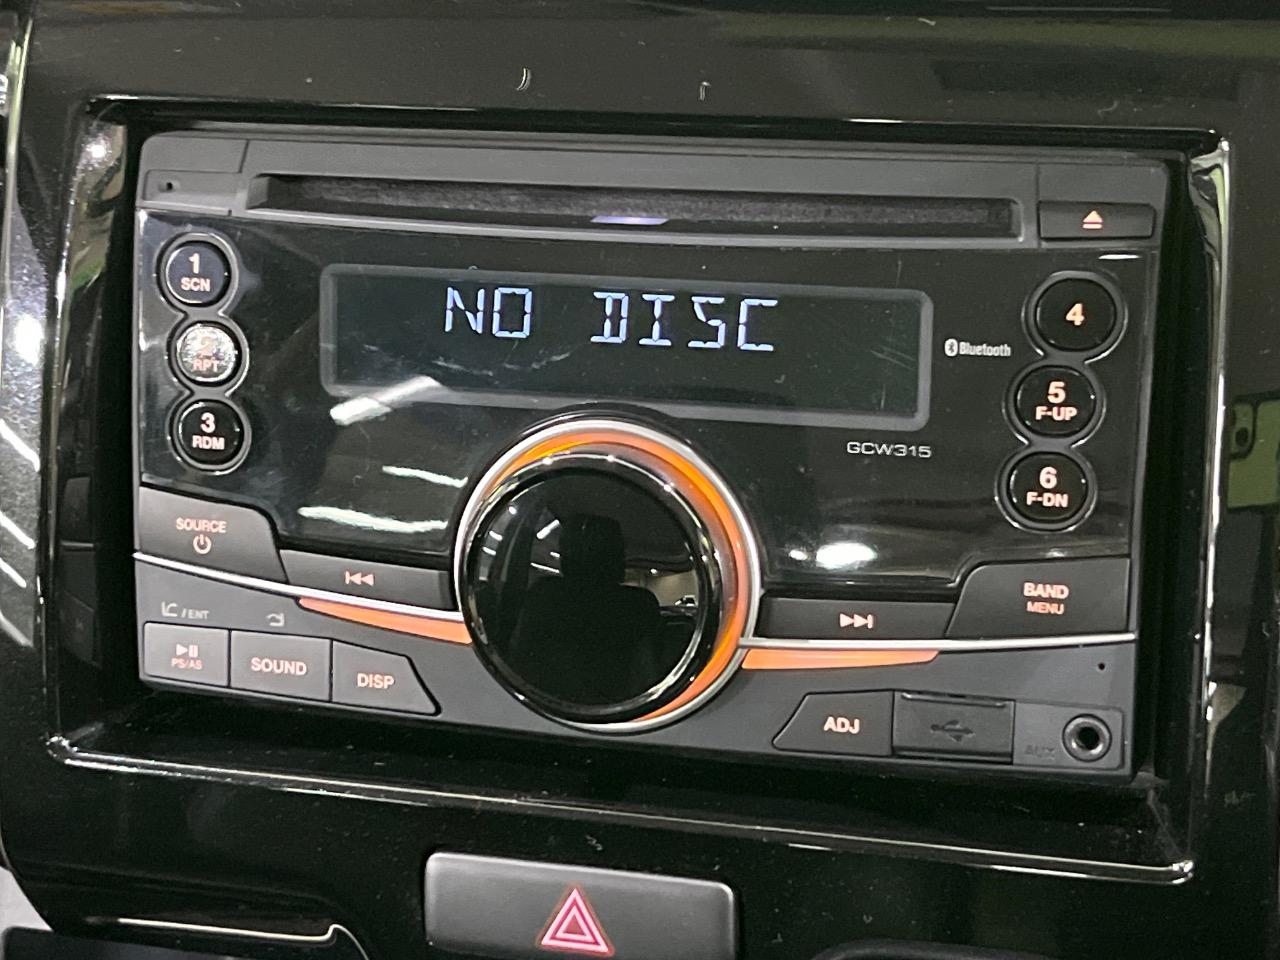 1
SCN
2
RPT
3
RDM
NO DISC
4
Bluetooth
5
F-UP
GCW315
6
F-DN
SOURCE
BAND
MENU
/ENT
PS/AS
SOUND
DISP
ADJ
AUX